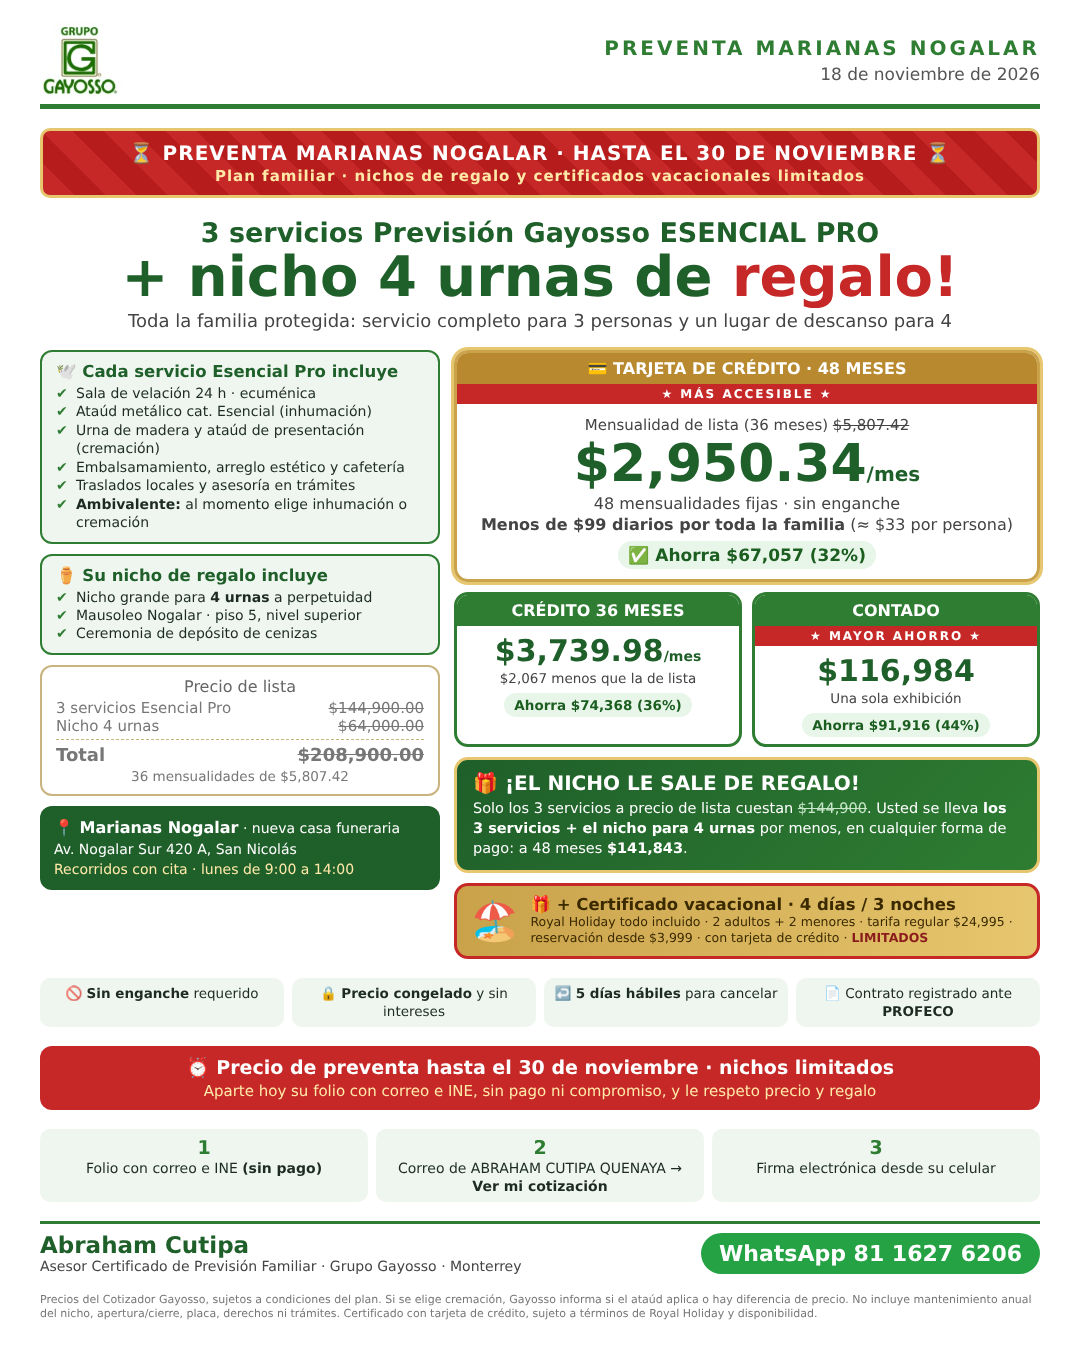 GRUPO
GAYOSSO
PREVENTA MARIANAS NOGALAR
18 de noviembre de 2026
⏳ PREVENTA MARIANAS NOGALAR · HASTA EL 30 DE NOVIEMBRE ⏳
Plan familiar · nichos de regalo y certificados vacacionales limitados
3 servicios Previsión Gayosso ESENCIAL PRO
+ nicho 4 urnas de regalo!
Toda la familia protegida: servicio completo para 3 personas y un lugar de descanso para 4
🕊️ Cada servicio Esencial Pro incluye
✔ Sala de velación 24 h · ecuménica
✔ Ataúd metálico cat. Esencial (inhumación)
✔ Urna de madera y ataúd de presentación
(cremación)
✔ Embalsamamiento, arreglo estético y cafetería
✔ Traslados locales y asesoría en trámites
✔ Ambivalente: al momento elige inhumación o
cremación
⚱️ Su nicho de regalo incluye
✔ Nicho grande para 4 urnas a perpetuidad
✔ Mausoleo Nogalar · piso 5, nivel superior
✔ Ceremonia de depósito de cenizas
Precio de lista
3 servicios Esencial Pro $144,900.00
Nicho 4 urnas $64,000.00
Total $208,900.00
36 mensualidades de $5,807.42
📍 Marianas Nogalar · nueva casa funeraria
Av. Nogalar Sur 420 A, San Nicolás
Recorridos con cita · lunes de 9:00 a 14:00
💳 TARJETA DE CRÉDITO · 48 MESES
★ MÁS ACCESIBLE ★
Mensualidad de lista (36 meses) $5,807.42
$2,950.34/mes
48 mensualidades fijas · sin enganche
Menos de $99 diarios por toda la familia (≈ $33 por persona)
✅ Ahorra $67,057 (32%)
CRÉDITO 36 MESES
$3,739.98/mes
$2,067 menos que la de lista
Ahorra $74,368 (36%)
CONTADO
★ MAYOR AHORRO ★
$116,984
Una sola exhibición
Ahorra $91,916 (44%)
🎁 ¡EL NICHO LE SALE DE REGALO!
Solo los 3 servicios a precio de lista cuestan $144,900. Usted se lleva los
3 servicios + el nicho para 4 urnas por menos, en cualquier forma de
pago: a 48 meses $141,843.
🎁 + Certificado vacacional · 4 días / 3 noches
Royal Holiday todo incluido · 2 adultos + 2 menores · tarifa regular $24,995 ·
reservación desde $3,999 · con tarjeta de crédito · LIMITADOS
🚫 Sin enganche requerido
🔒 Precio congelado y sin
intereses
↩️ 5 días hábiles para cancelar
📄 Contrato registrado ante
PROFECO
⏰ Precio de preventa hasta el 30 de noviembre · nichos limitados
Aparte hoy su folio con correo e INE, sin pago ni compromiso, y le respeto precio y regalo
1
Folio con correo e INE (sin pago)
2
Correo de ABRAHAM CUTIPA QUENAYA →
Ver mi cotización
3
Firma electrónica desde su celular
Abraham Cutipa
Asesor Certificado de Previsión Familiar · Grupo Gayosso · Monterrey
WhatsApp 81 1627 6206
Precios del Cotizador Gayosso, sujetos a condiciones del plan. Si se elige cremación, Gayosso informa si el ataúd aplica o hay diferencia de precio. No incluye mantenimiento anual
del nicho, apertura/cierre, placa, derechos ni trámites. Certificado con tarjeta de crédito, sujeto a términos de Royal Holiday y disponibilidad.